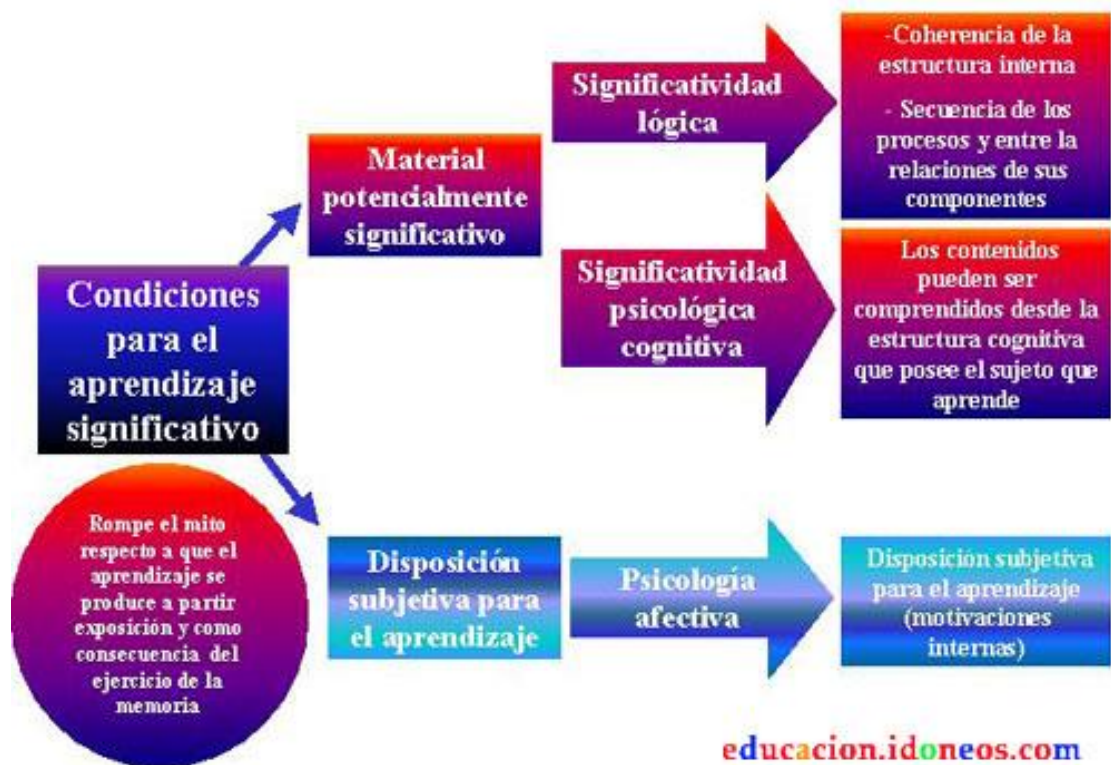 Condiciones
para el
aprendizaje
significativo
Material
potencialmente
significativo
Significatividad
lógica
-Coherencia de la
estructura interna
- Secuencia de los
procesos y entre la
relaciones de sus
componentes
Significatividad
psicológica
cognitiva
Los contenidos
pueden ser
comprendidos desde la
estructura cognitiva
que posee el sujeto que
aprende
Rompe el mito
respecto a que el
aprendizaje se
produce a partir
exposición y como
consecuencia del
ejercicio de la
memoria
Disposición
subjetiva para
el aprendizaje
Psicología
afectiva
Disposición subjetiva
para el aprendizaje
(motivaciones
internas)
educacion.idoneos.com